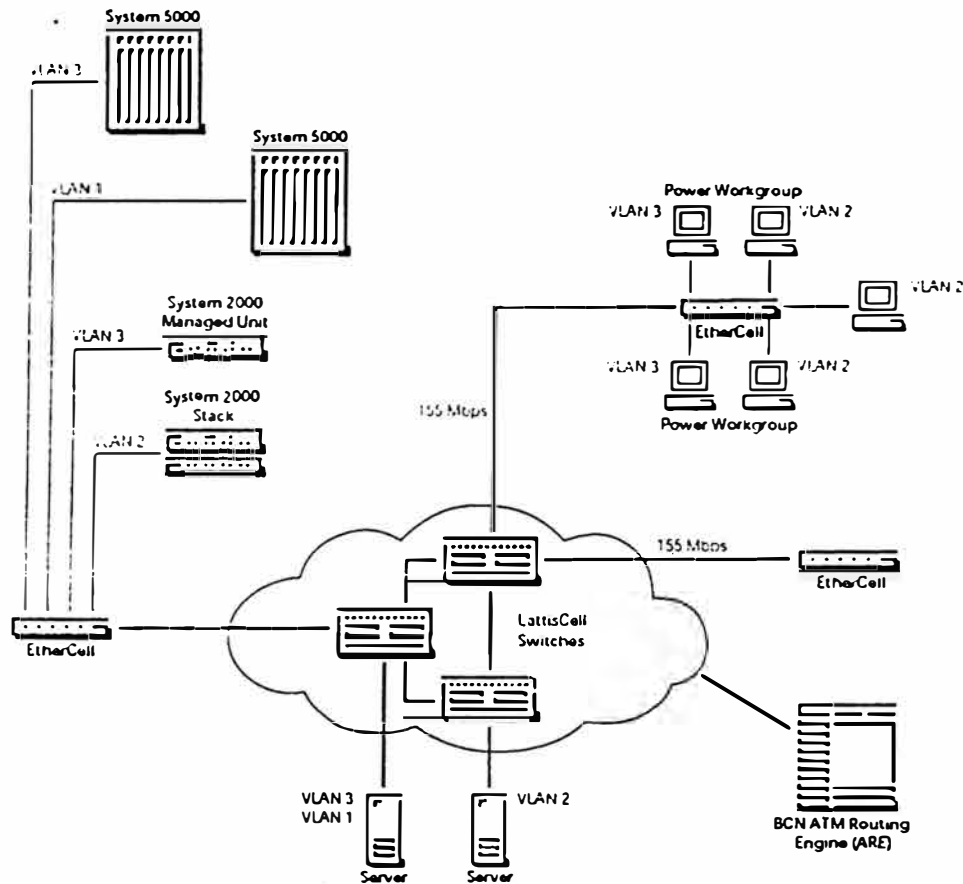 System 5000
VLAN 3
System 5000
VLAN 1
Power Workgroup
VLAN 3
VLAN 2
VLAN 2
EtherCell
VLAN 3
VLAN 2
Power Workgroup
System 2000
Managed Unit
VLAN 3
System 2000
Stack
VLAN 2
155 Mbps
155 Mbps
EtherCell
LattisCell
Switches
EtherCell
VLAN 3
VLAN 1
VLAN 2
Server
Server
BCN ATM Routing
Engine (ARE)